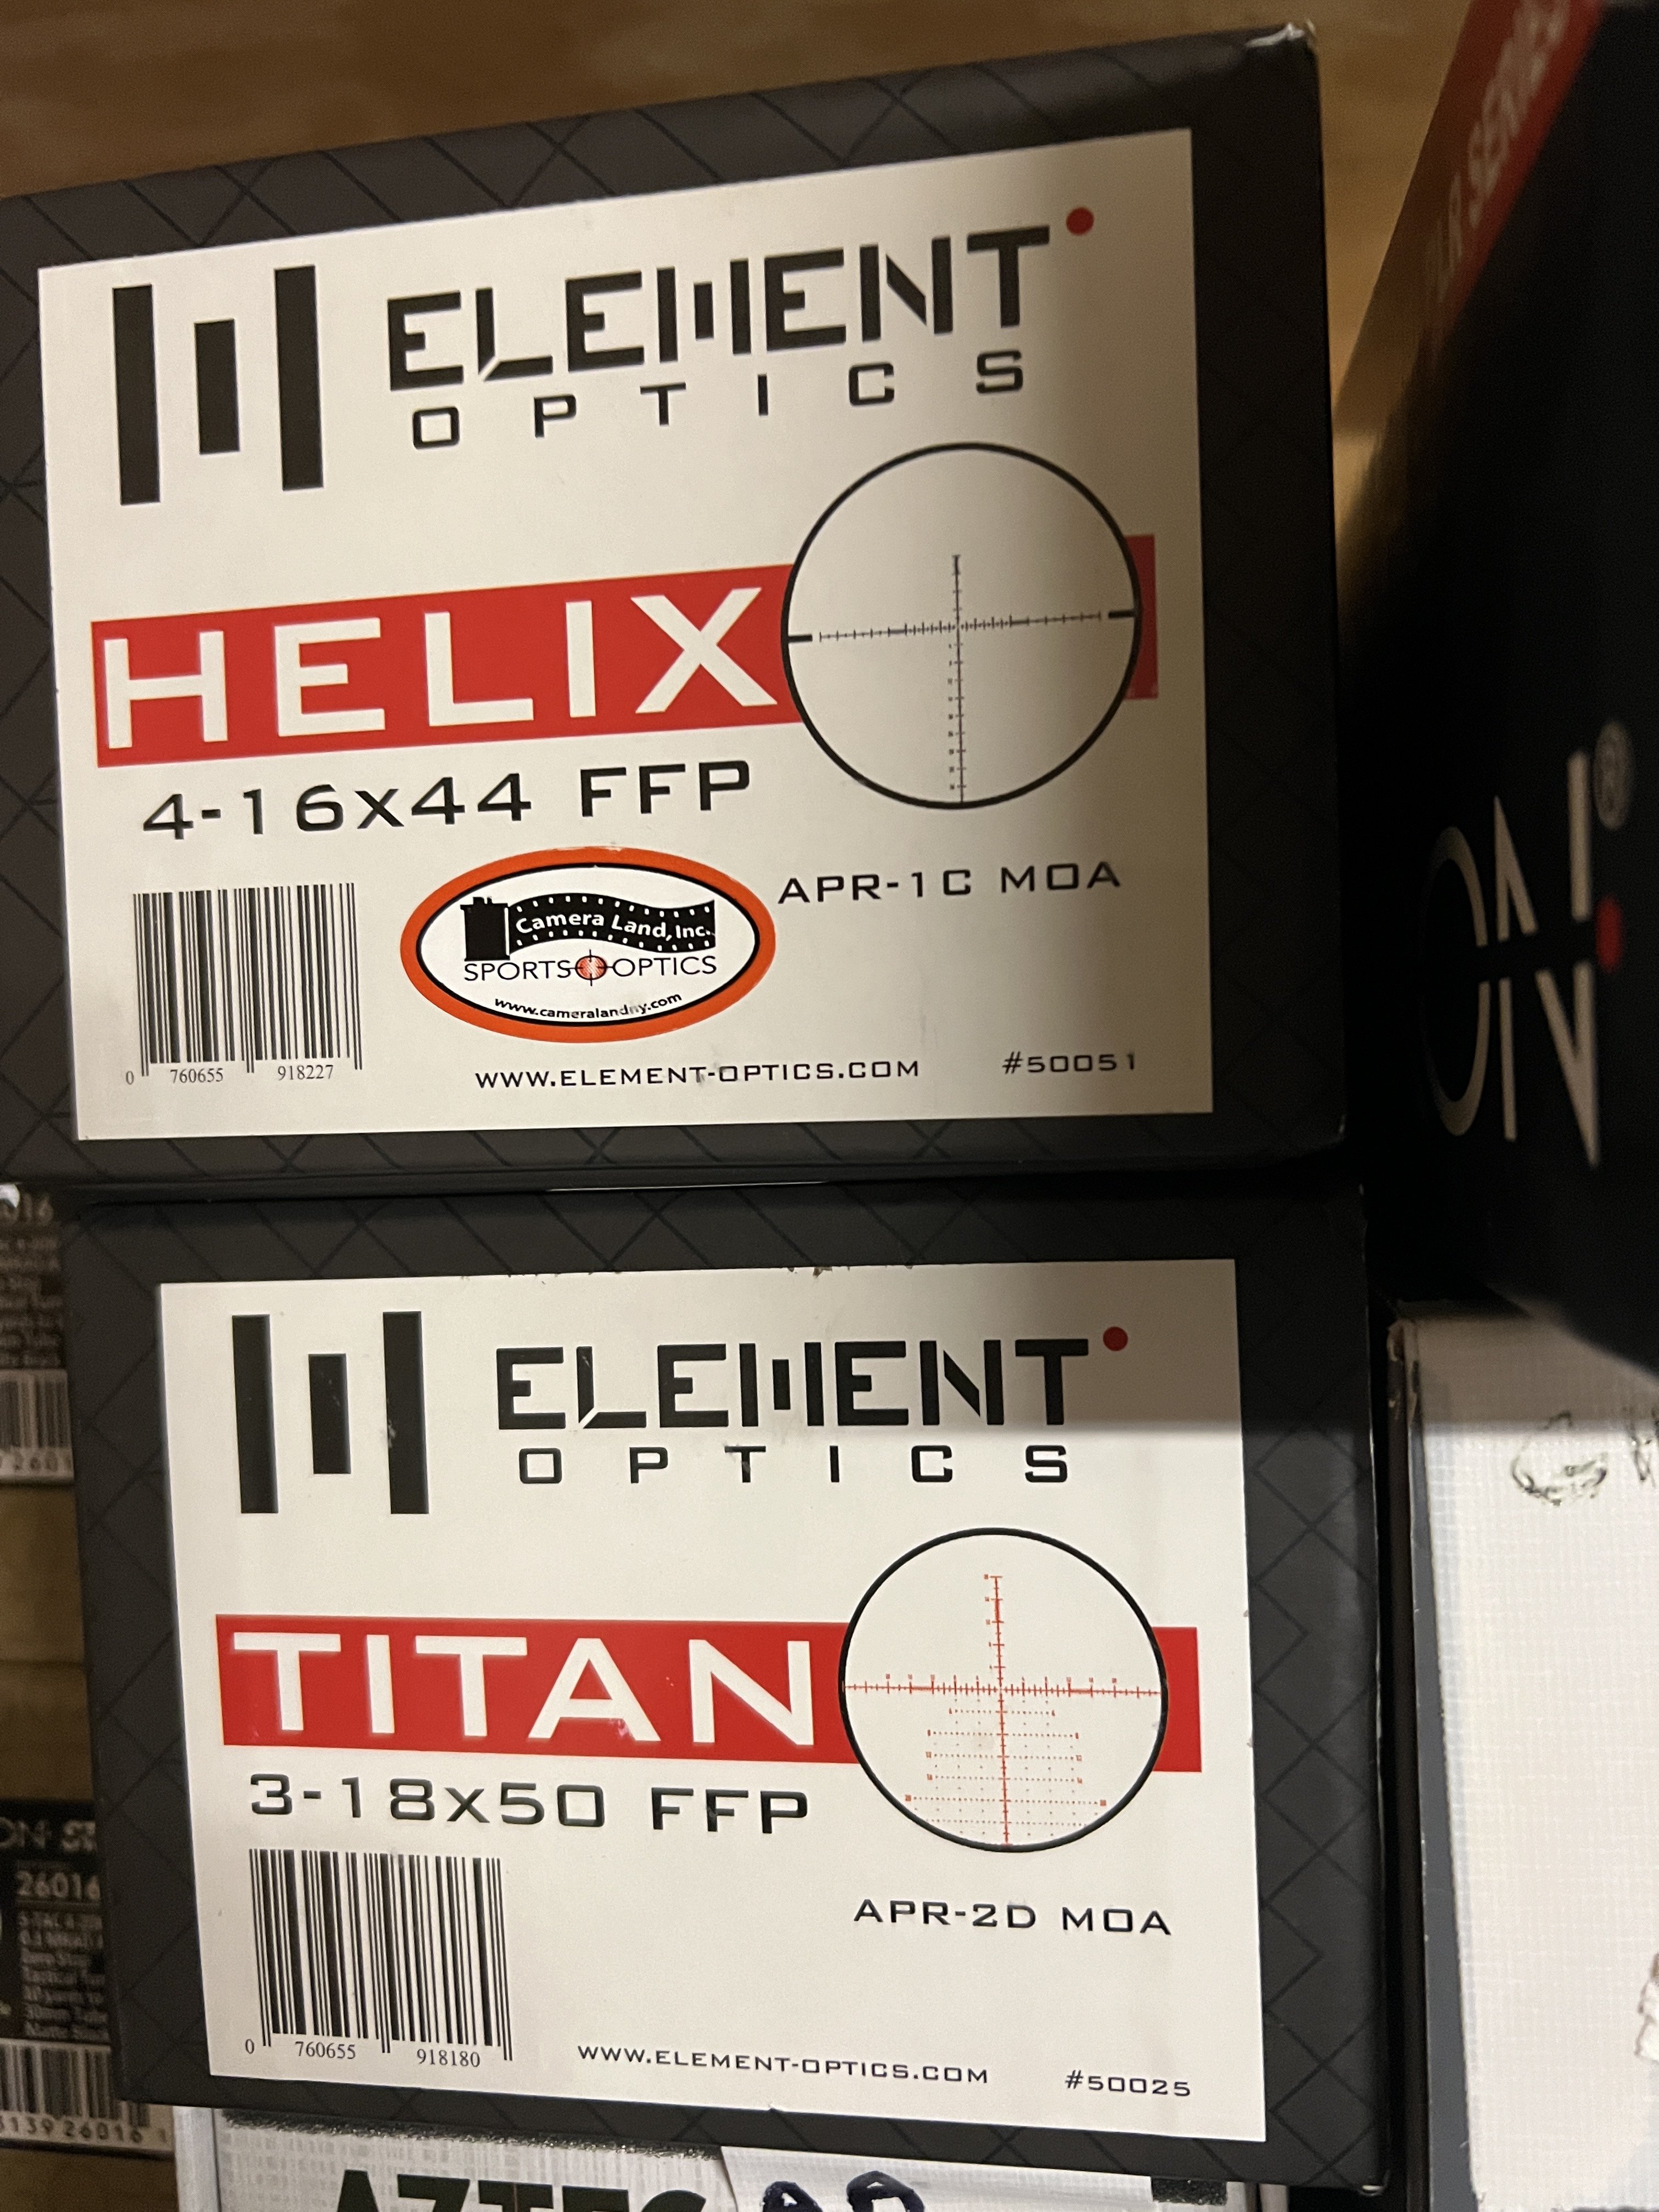 ELEMENT
OPTICS
HELIX
4-16x44 FFP
APR-1C MOA
Camera Land, Inc.
SPORTS OPTICS
www.cameralandny.com
0 760655 918227
WWW.ELEMENT-OPTICS.COM #50051
ELEMENT
OPTICS
TITAN
3-18x50 FFP
APR-2D MOA
0 760655 918180
WWW.ELEMENT-OPTICS.COM #50025
ON
26016